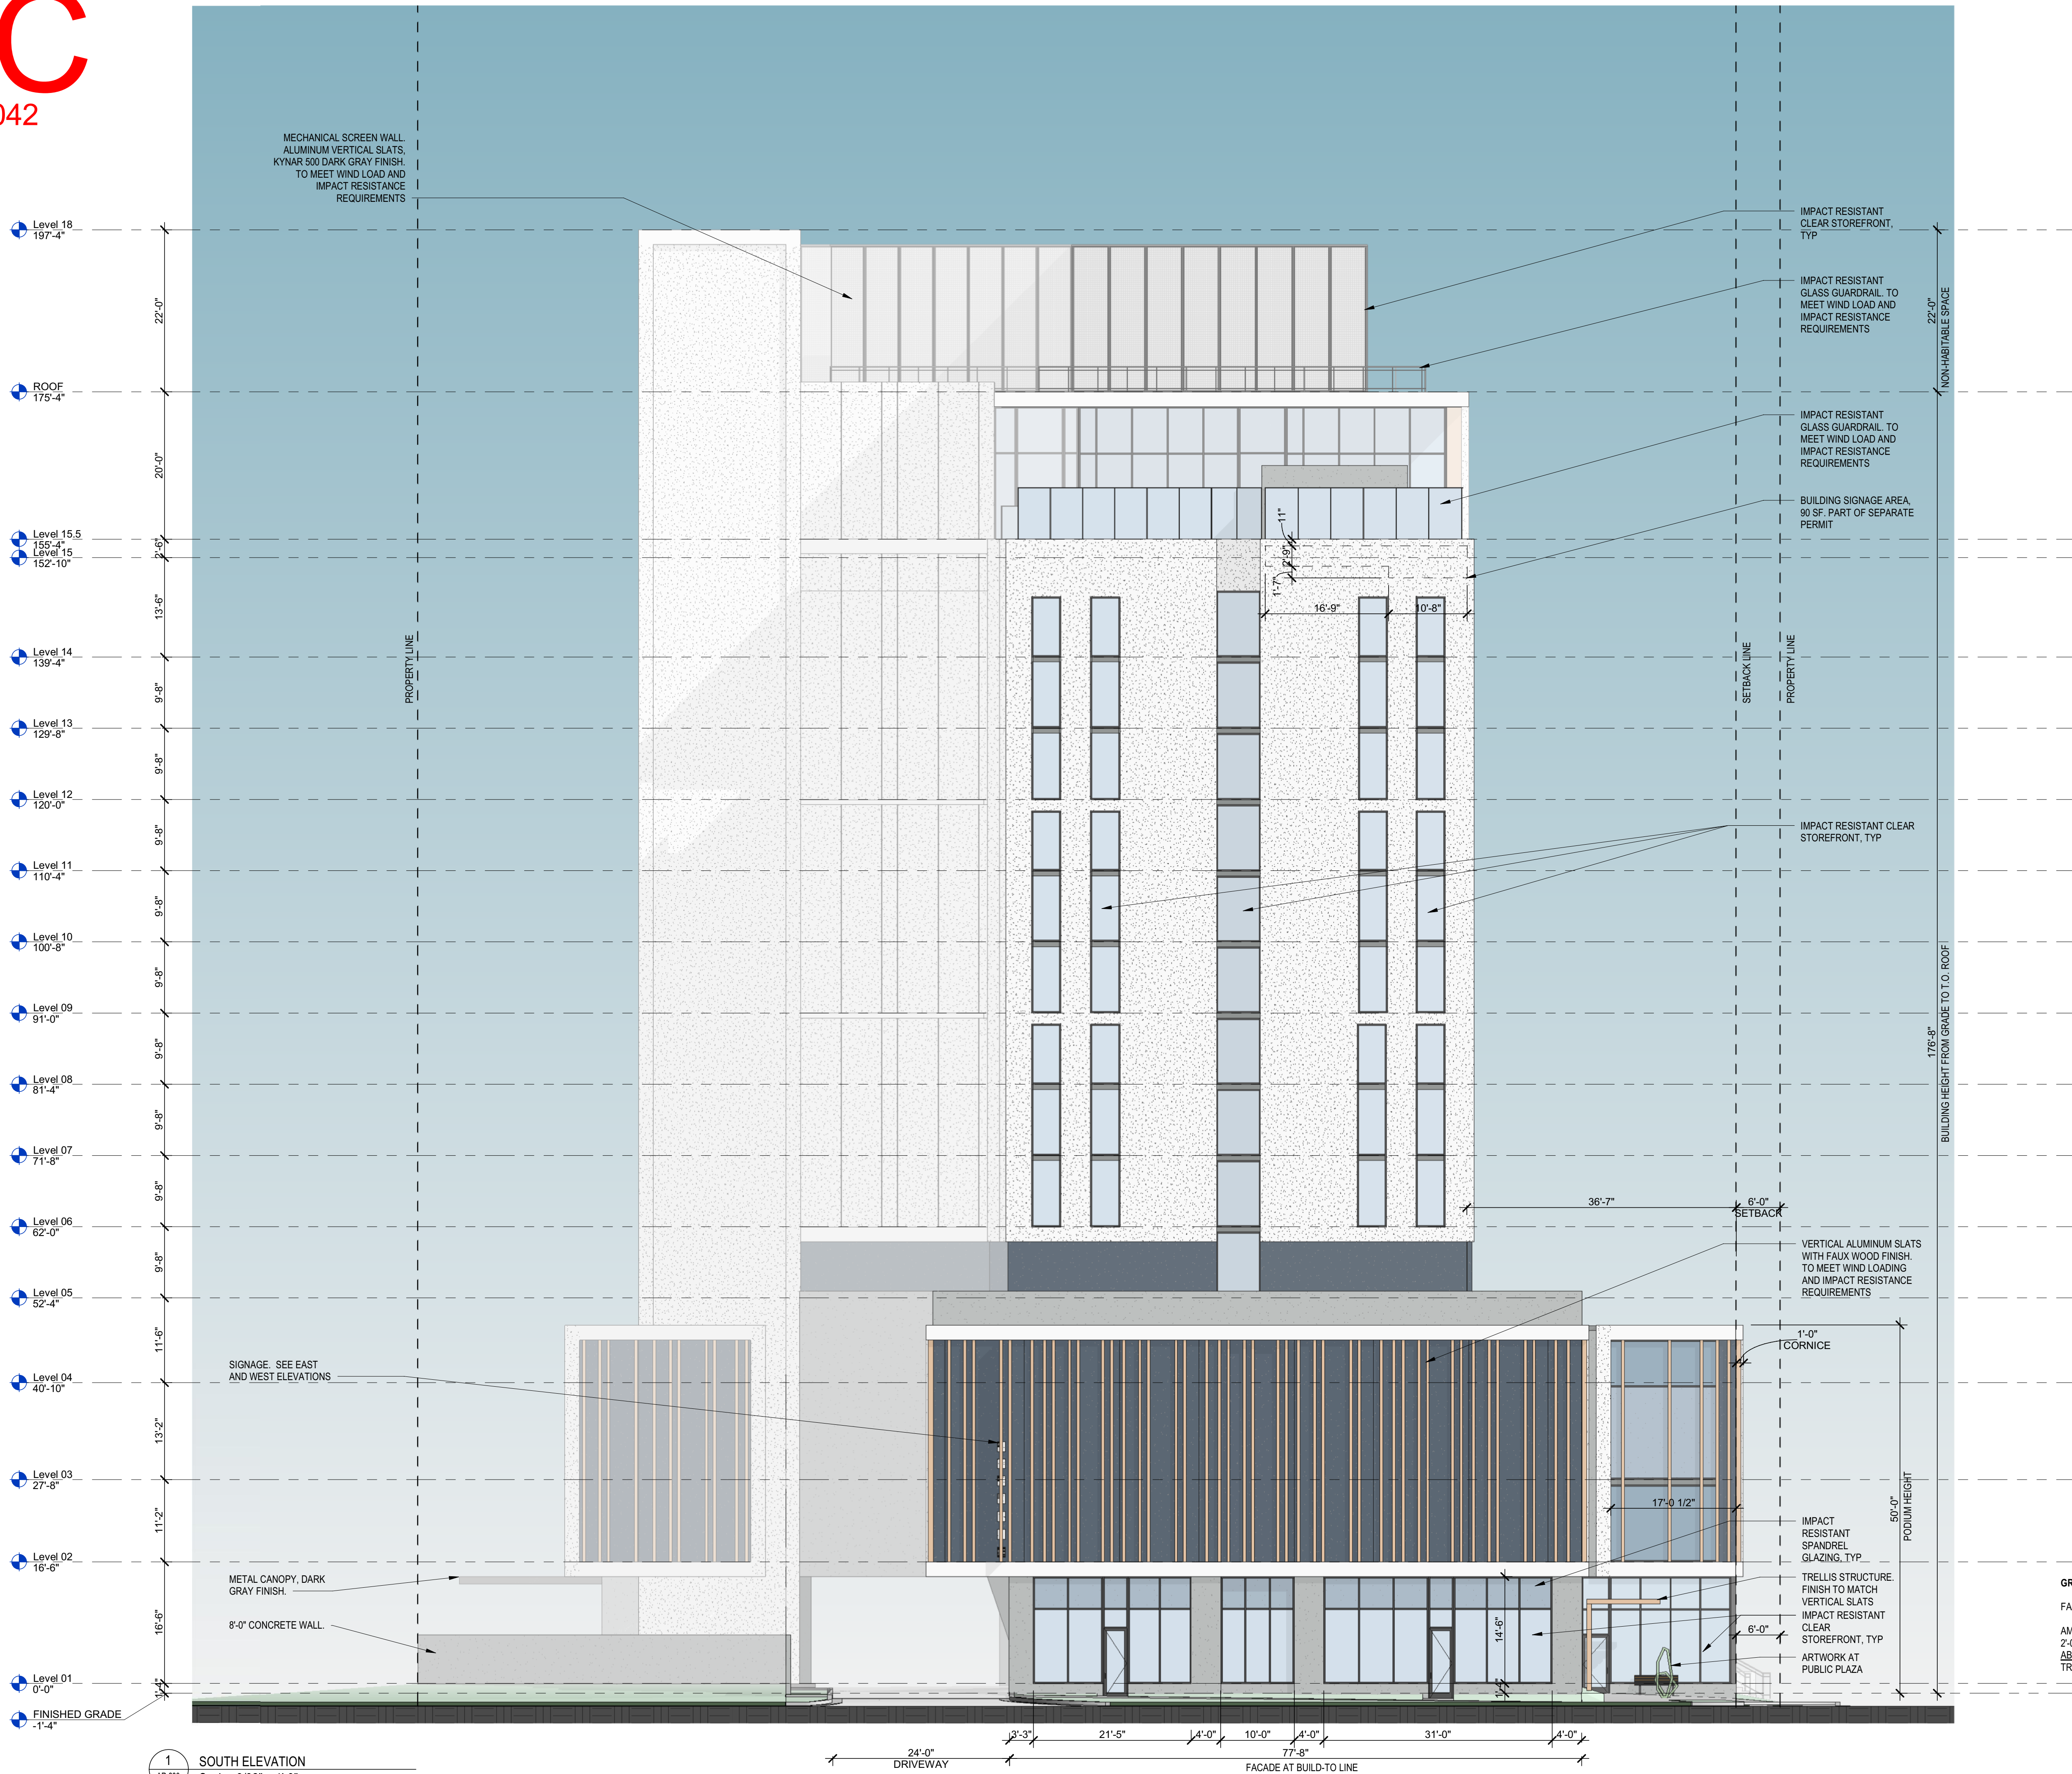 C
042
MECHANICAL SCREEN WALL.
ALUMINUM VERTICAL SLATS,
KYNAR 500 DARK GRAY FINISH.
TO MEET WIND LOAD AND
IMPACT RESISTANCE
REQUIREMENTS
IMPACT RESISTANT
CLEAR STOREFRONT,
TYP
IMPACT RESISTANT
GLASS GUARDRAIL. TO
MEET WIND LOAD AND
IMPACT RESISTANCE
REQUIREMENTS
IMPACT RESISTANT
GLASS GUARDRAIL. TO
MEET WIND LOAD AND
IMPACT RESISTANCE
REQUIREMENTS
BUILDING SIGNAGE AREA,
90 SF. PART OF SEPARATE
PERMIT
IMPACT RESISTANT CLEAR
STOREFRONT, TYP
VERTICAL ALUMINUM SLATS
WITH FAUX WOOD FINISH.
TO MEET WIND LOADING
AND IMPACT RESISTANCE
REQUIREMENTS
IMPACT
RESISTANT
SPANDREL
GLAZING, TYP
TRELLIS STRUCTURE.
FINISH TO MATCH
VERTICAL SLATS
IMPACT RESISTANT
CLEAR
STOREFRONT, TYP
ARTWORK AT
PUBLIC PLAZA
SIGNAGE. SEE EAST
AND WEST ELEVATIONS
METAL CANOPY, DARK
GRAY FINISH.
8'-0" CONCRETE WALL.
Level 18
197'-4"
ROOF
175'-4"
Level 15.5
155'-4"
Level 15
152'-10"
Level 14
139'-4"
Level 13
129'-8"
Level 12
120'-0"
Level 11
110'-4"
Level 10
100'-8"
Level 09
91'-0"
Level 08
81'-4"
Level 07
71'-8"
Level 06
62'-0"
Level 05
52'-4"
Level 04
40'-10"
Level 03
27'-8"
Level 02
16'-6"
Level 01
0'-0"
FINISHED GRADE
-1'-4"
22'-0"
20'-0"
2'-6"
13'-6"
9'-8"
9'-8"
9'-8"
9'-8"
9'-8"
9'-8"
9'-8"
9'-8"
9'-8"
11'-6"
13'-2"
11'-2"
16'-6"
1'-4"
PROPERTY LINE
SETBACK LINE
PROPERTY LINE
22'-0"
NON-HABITABLE SPACE
176'-8"
BUILDING HEIGHT FROM GRADE TO T.O. ROOF
50'-0"
PODIUM HEIGHT
11"
2'-9"
1'-7"
16'-9"
10'-8"
36'-7"
6'-0"
SETBACK
1'-0"
CORNICE
17'-0 1/2"
14'-6"
6'-0"
3'-3"
21'-5"
4'-0"
10'-0"
4'-0"
31'-0"
4'-0"
24'-0"
DRIVEWAY
77'-8"
FACADE AT BUILD-TO LINE
1
SOUTH ELEVATION